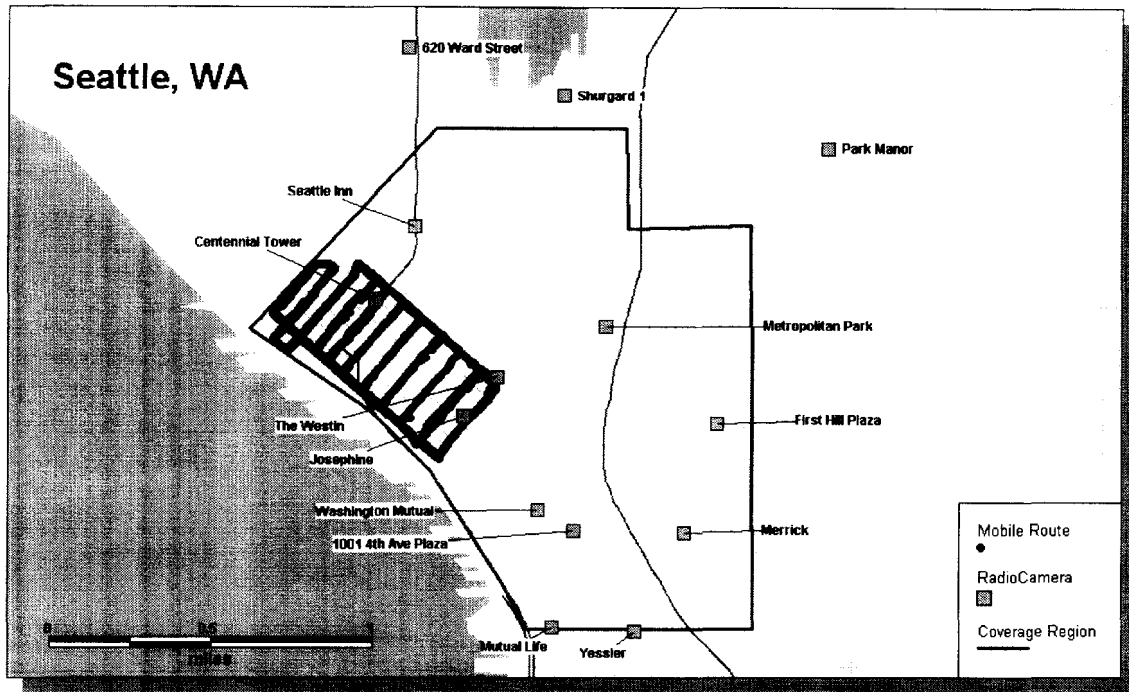 620 Ward Street
Seattle, WA
Shurgard 1
Park Manor
Seattle Inn
Centennial Tower
Metropolitan Park
The Westin
First Hill Plaza
Josephine
Washington Mutual
1001 4th Ave Plaza
Merrick
Mutual Life
Yessler
0 0.5 1
miles
Mobile Route
RadioCamera
Coverage Region